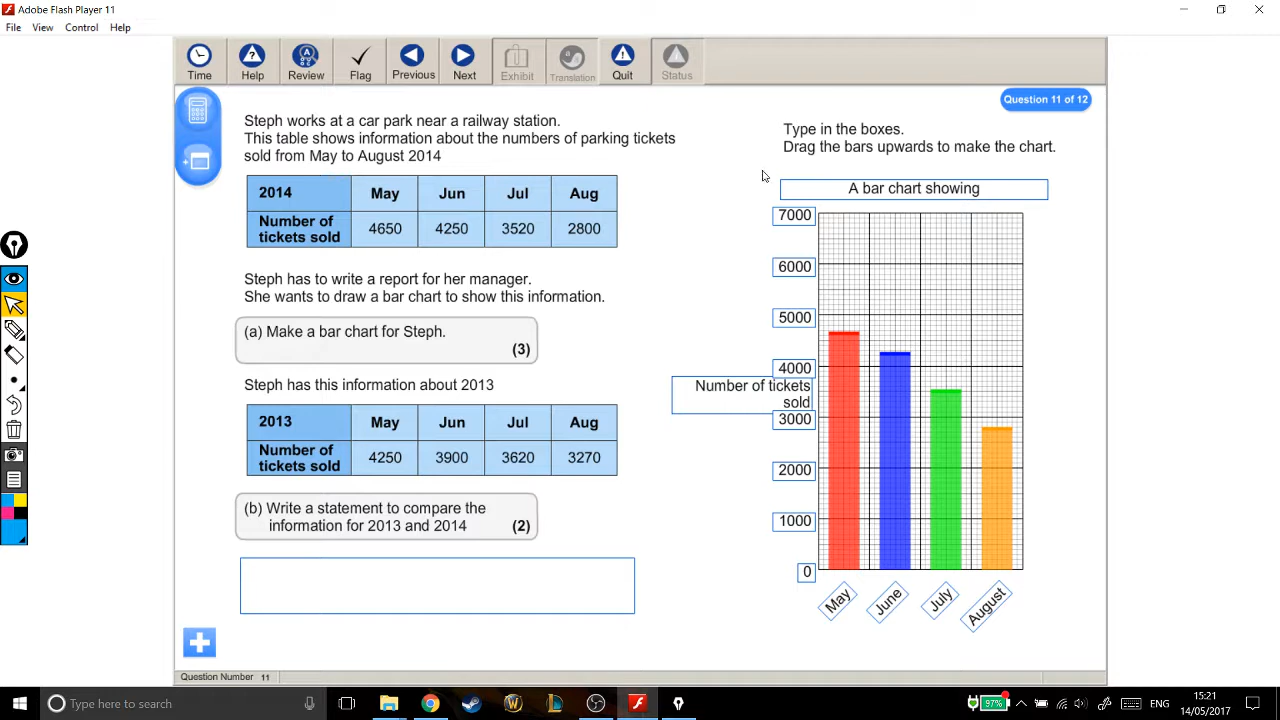 Adobe Flash Player 11
File View Control Help
Time Help Review Flag Previous Next Exhibit Translation Quit Status
Question 11 of 12
Steph works at a car park near a railway station.
This table shows information about the numbers of parking tickets
sold from May to August 2014
2014 May Jun Jul Aug
Number of
tickets sold 4650 4250 3520 2800
Steph has to write a report for her manager.
She wants to draw a bar chart to show this information.
(a) Make a bar chart for Steph.
(3)
Steph has this information about 2013
2013 May Jun Jul Aug
Number of
tickets sold 4250 3900 3620 3270
(b) Write a statement to compare the
information for 2013 and 2014 (2)
Type in the boxes.
Drag the bars upwards to make the chart.
A bar chart showing
7000
6000
5000
4000
Number of tickets
sold
3000
2000
1000
0
May June July August
Question Number 11
Type here to search
97%
ENG
15:21
14/05/2017